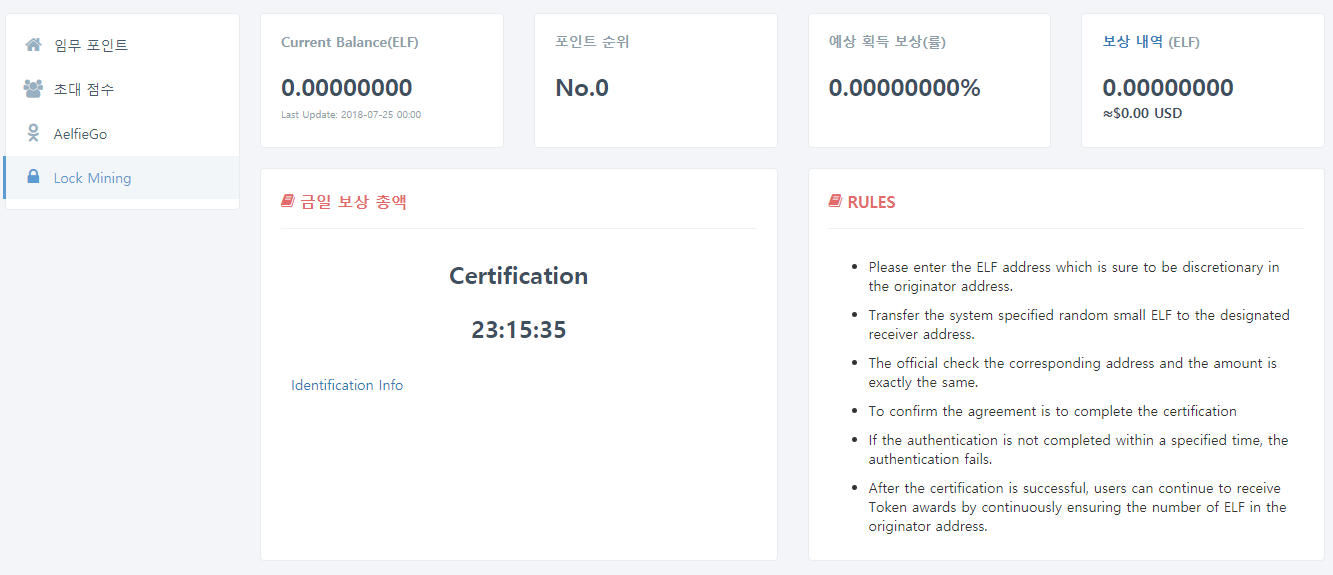 임무 포인트
초대 점수
AelfieGo
Lock Mining
Current Balance(ELF)
0.00000000
Last Update: 2018-07-25 00:00
포인트 순위
No.0
예상 획득 보상(률)
0.00000000%
보상 내역 (ELF)
0.00000000
≈$0.00 USD
금일 보상 총액
Certification
23:15:35
Identification Info
RULES
• Please enter the ELF address which is sure to be discretionary in
the originator address.
• Transfer the system specified random small ELF to the designated
receiver address.
• The official check the corresponding address and the amount is
exactly the same.
• To confirm the agreement is to complete the certification
• If the authentication is not completed within a specified time, the
authentication fails.
• After the certification is successful, users can continue to receive
Token awards by continuously ensuring the number of ELF in the
originator address.